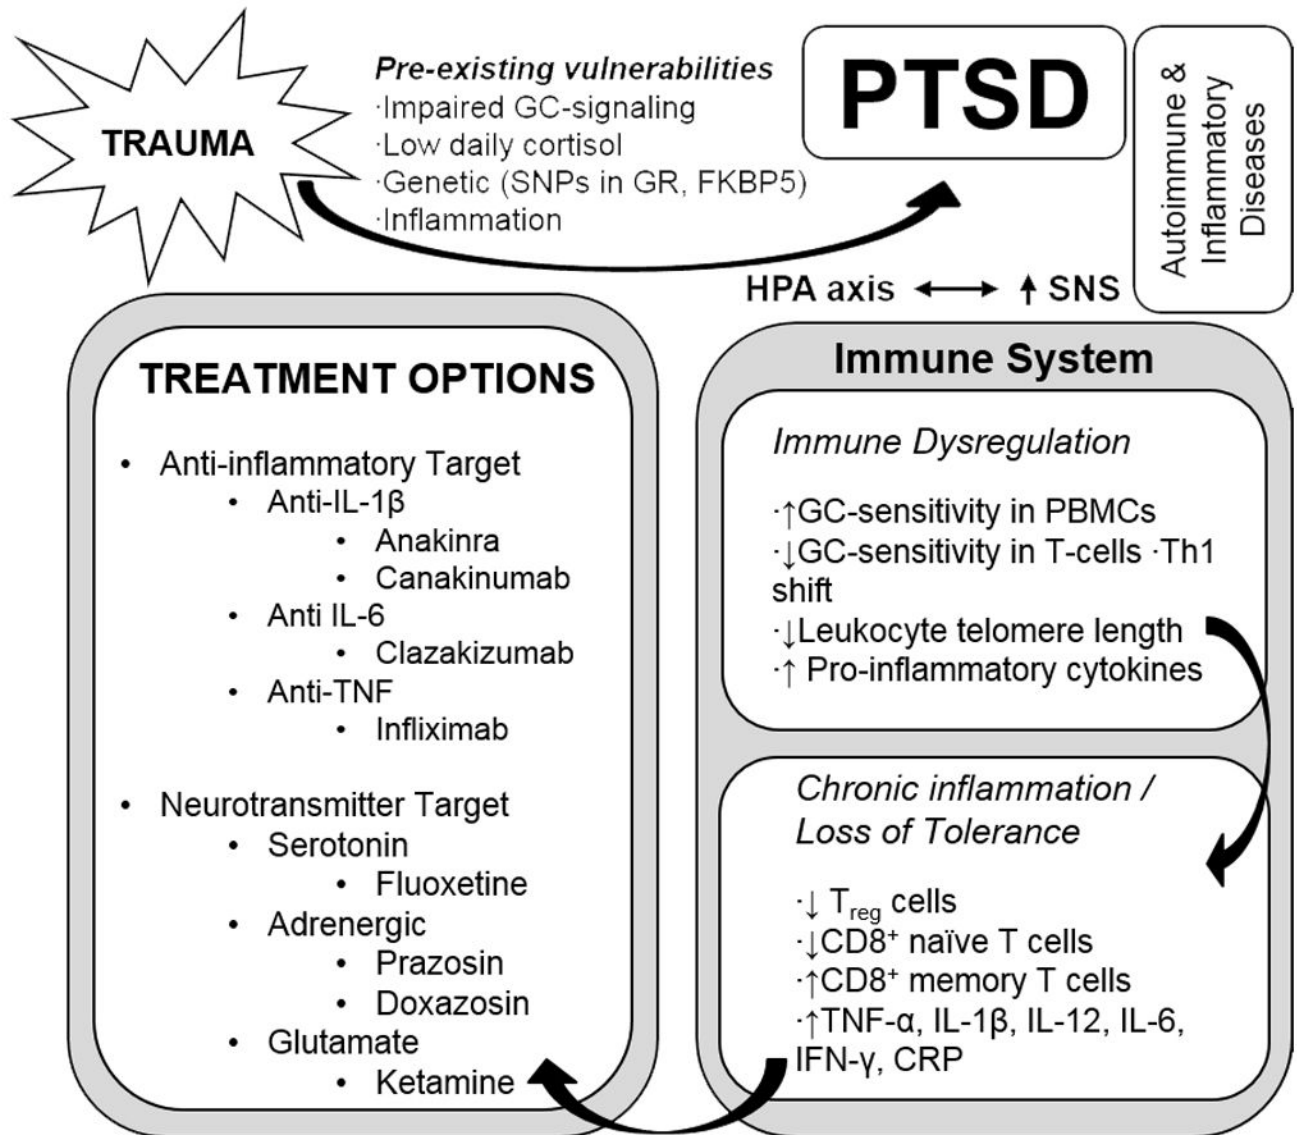 TRAUMA
Pre-existing vulnerabilities
·Impaired GC-signaling
·Low daily cortisol
·Genetic (SNPs in GR, FKBP5)
·Inflammation
PTSD
Autoimmune &
Inflammatory
Diseases
HPA axis ↔ ↑ SNS
TREATMENT OPTIONS
• Anti-inflammatory Target
• Anti-IL-1β
• Anakinra
• Canakinumab
• Anti IL-6
• Clazakizumab
• Anti-TNF
• Infliximab
• Neurotransmitter Target
• Serotonin
• Fluoxetine
• Adrenergic
• Prazosin
• Doxazosin
• Glutamate
• Ketamine
Immune System
Immune Dysregulation
·↑GC-sensitivity in PBMCs
·↓GC-sensitivity in T-cells ·Th1
shift
·↓Leukocyte telomere length
·↑ Pro-inflammatory cytokines
Chronic inflammation /
Loss of Tolerance
·↓ Treg cells
·↓CD8⁺ naïve T cells
·↑CD8⁺ memory T cells
·↑TNF-α, IL-1β, IL-12, IL-6,
IFN-γ, CRP